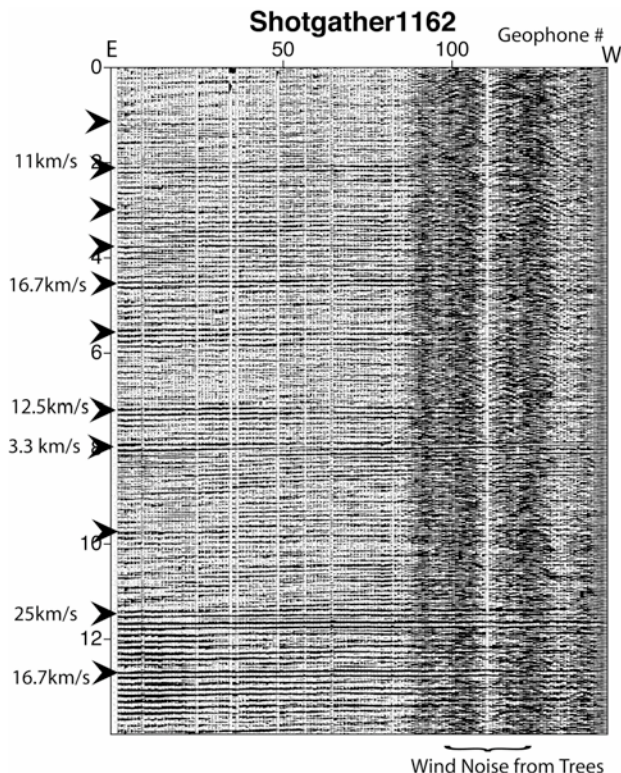 Shotgather1162
Geophone #
E 50 100 W
0
11km/s 2
4
16.7km/s
6
12.5km/s
3.3 km/s 8
10
25km/s
12
16.7km/s
Wind Noise from Trees